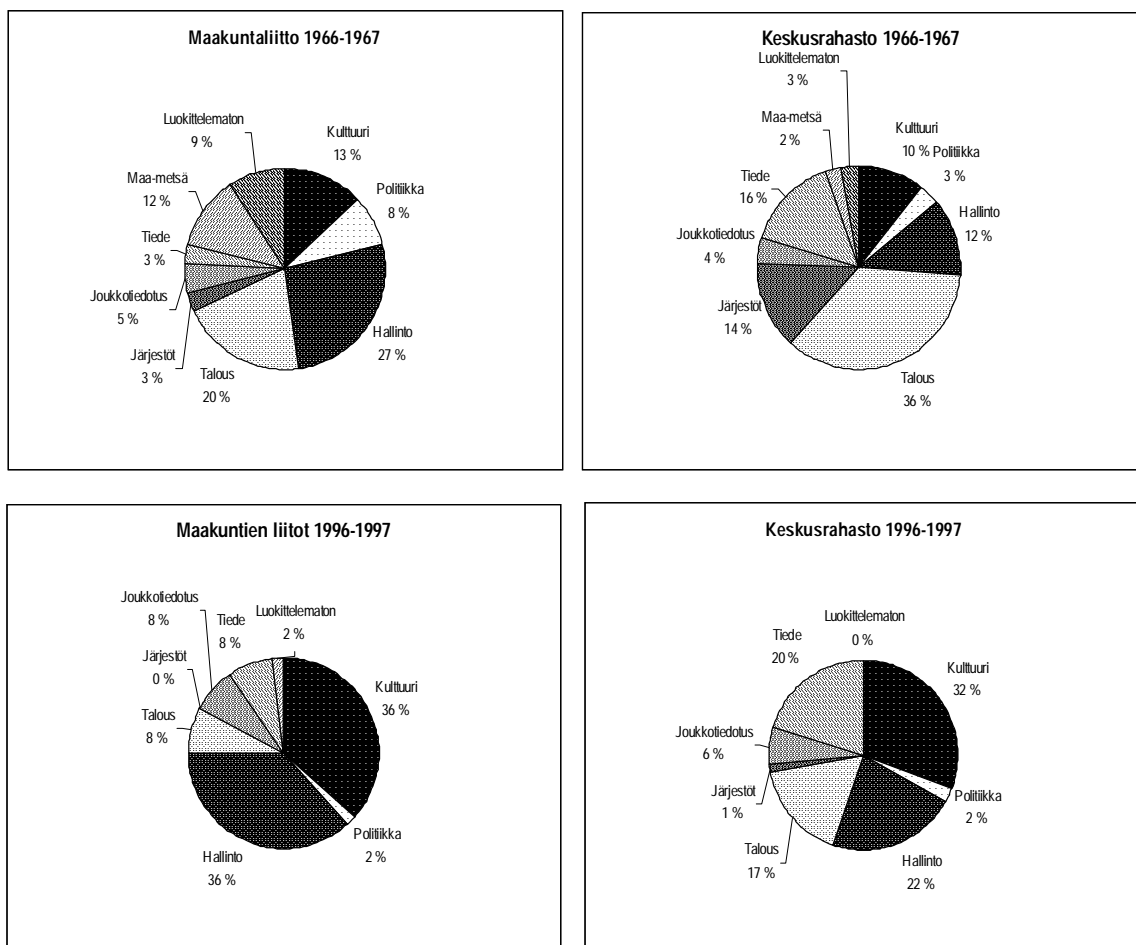 Maakuntaliitto 1966-1967
Luokittelematon
9 %
Kulttuuri
13 %
Maa-metsä
12 %
Politiikka
8 %
Tiede
3 %
Joukkotiedotus
5 %
Hallinto
27 %
Järjestöt
3 %
Talous
20 %
Keskusrahasto 1966-1967
Luokittelematon
3 %
Maa-metsä
2 %
Kulttuuri
10 %
Politiikka
3 %
Tiede
16 %
Hallinto
12 %
Joukkotiedotus
4 %
Järjestöt
14 %
Talous
36 %
Maakuntien liitot 1996-1997
Joukkotiedotus
8 %
Tiede
8 %
Luokittelematon
2 %
Järjestöt
0 %
Kulttuuri
36 %
Talous
8 %
Politiikka
2 %
Hallinto
36 %
Keskusrahasto 1996-1997
Luokittelematon
0 %
Tiede
20 %
Kulttuuri
32 %
Joukkotiedotus
6 %
Järjestöt
1 %
Politiikka
2 %
Talous
17 %
Hallinto
22 %